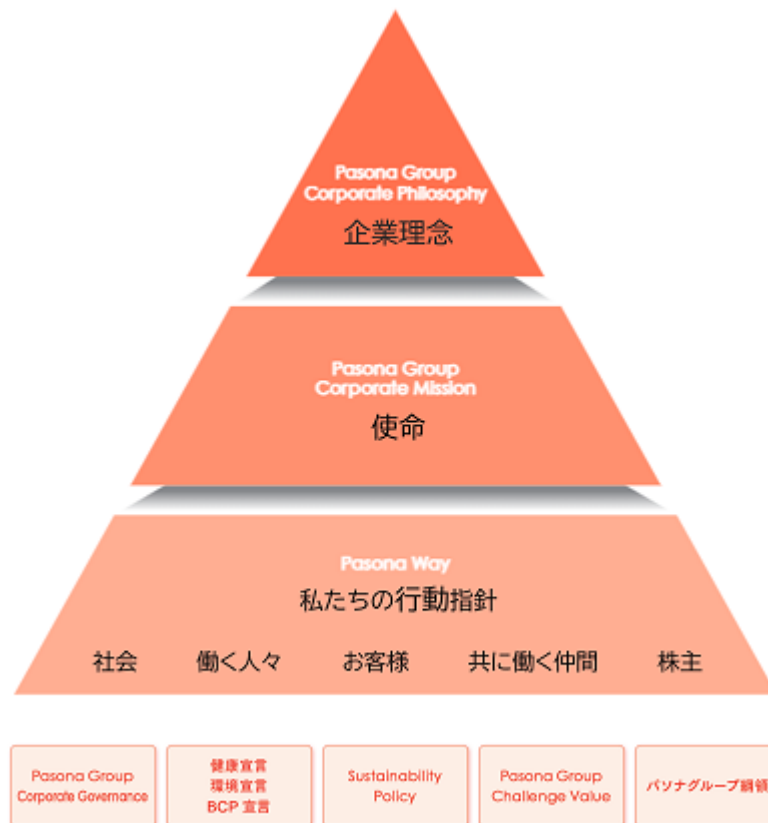 Pasona Group
Corporate Philosophy
企業理念
Pasona Group
Corporate Mission
使命
Pasona Way
私たちの行動指針
社会 働く人々 お客様 共に働く仲間 株主
Pasona Group
Corporate Governance
健康宣言
環境宣言
BCP 宣言
Sustainability
Policy
Pasona Group
Challenge Value
パソナグループ綱領